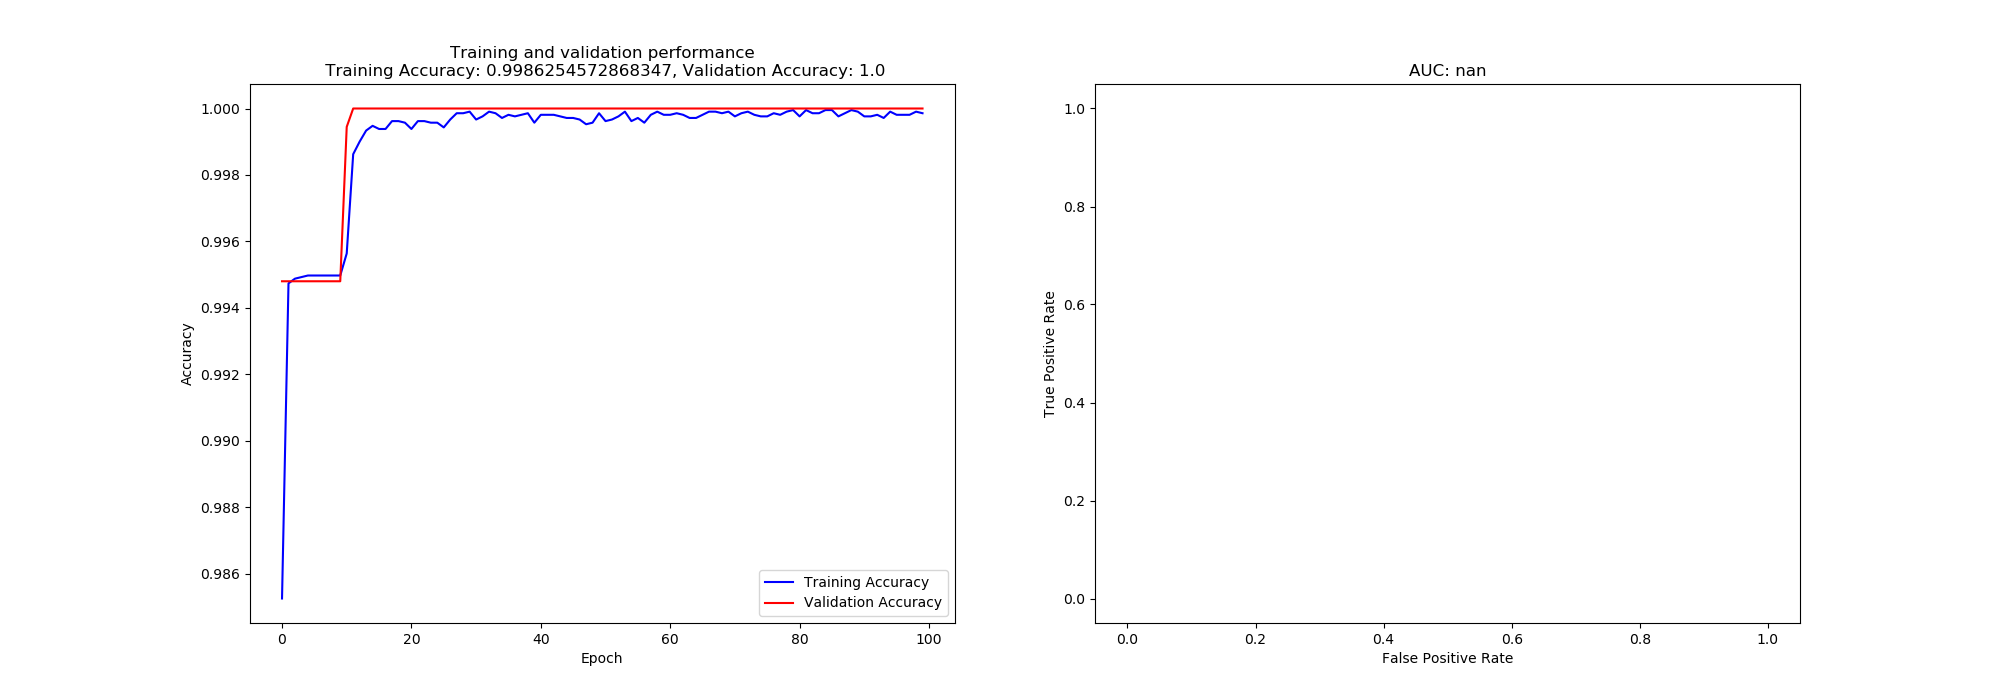 Training and validation performance
Training Accuracy: 0.9986254572868347, Validation Accuracy: 1.0
1.000
0.998
0.996
0.994
0.992
0.990
0.988
0.986
Accuracy
0
20
40
60
80
100
Epoch
Training Accuracy
Validation Accuracy
AUC: nan
1.0
0.8
0.6
0.4
0.2
0.0
True Positive Rate
0.0
0.2
0.4
0.6
0.8
1.0
False Positive Rate